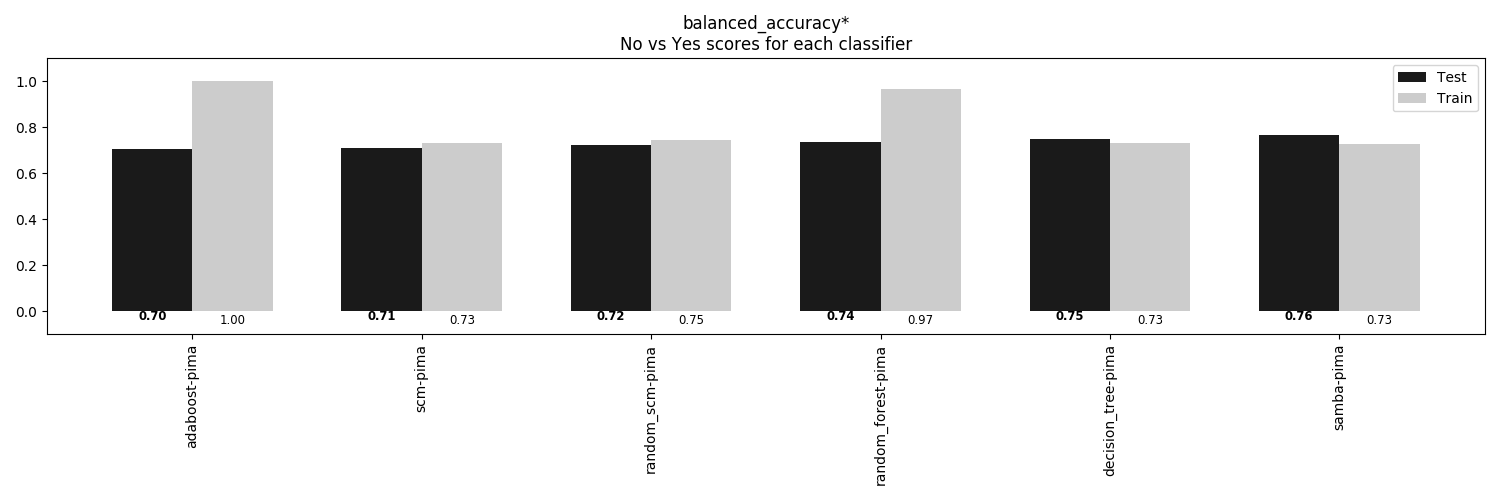 balanced_accuracy*
No vs Yes scores for each classifier
Test
Train
1.0
0.8
0.6
0.4
0.2
0.0
0.70 1.00 0.71 0.73 0.72 0.75 0.74 0.97 0.75 0.73 0.76 0.73
adaboost-pima
scm-pima
random_scm-pima
random_forest-pima
decision_tree-pima
samba-pima